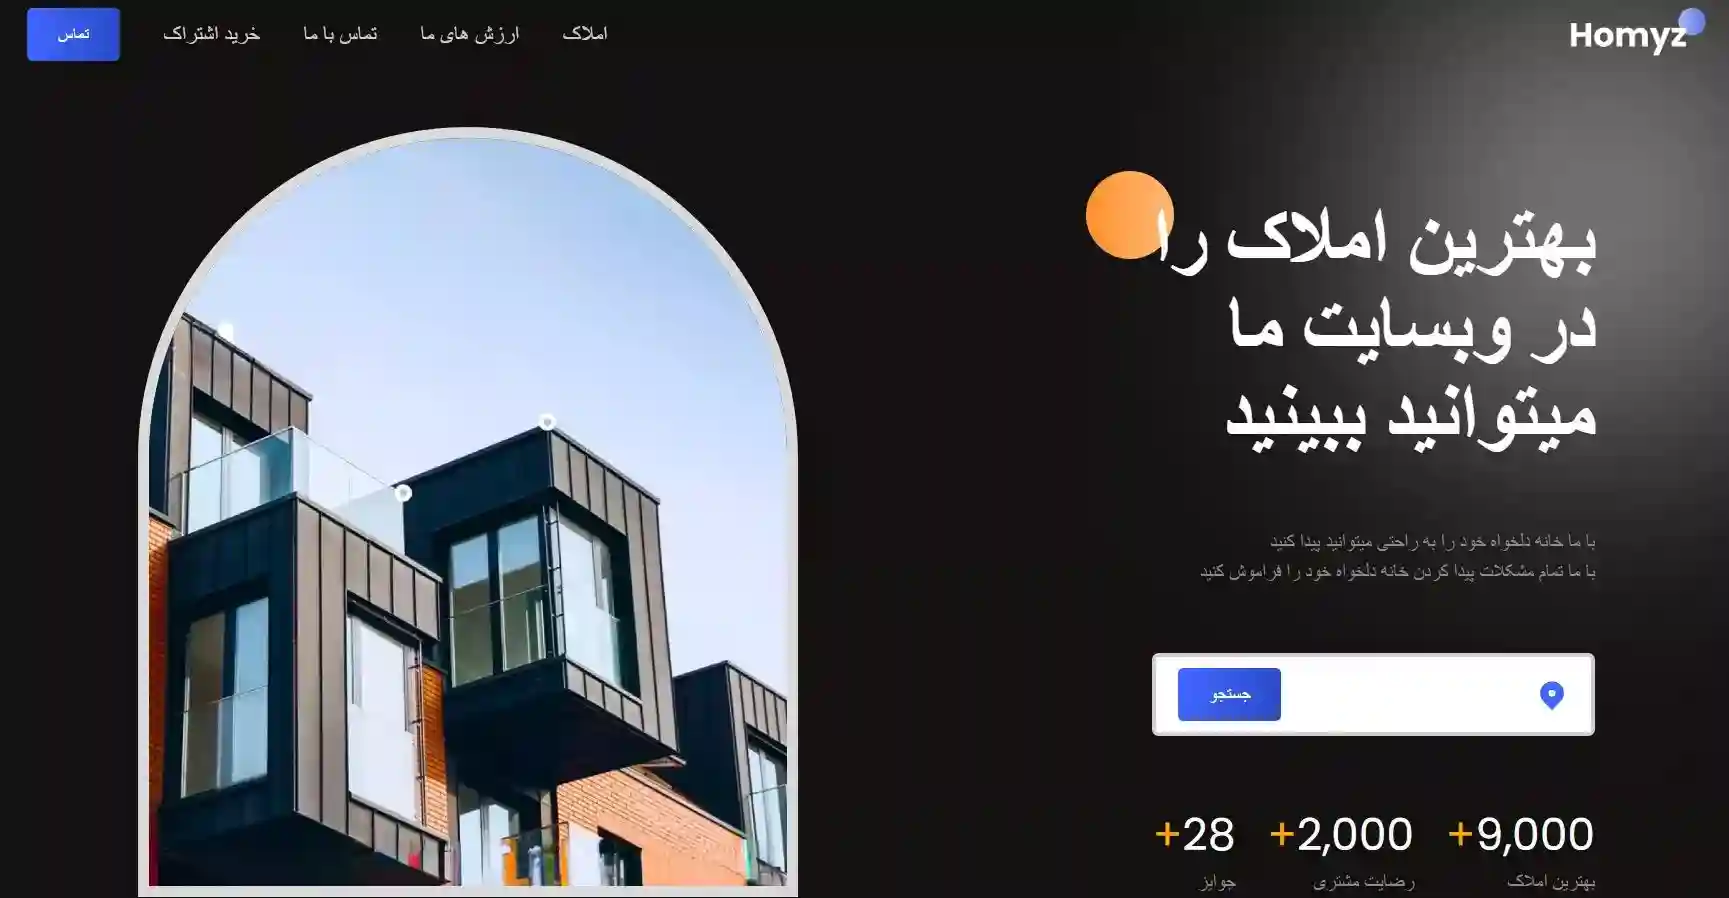 Homyz
املاک
ارزش های ما
تماس با ما
خرید اشتراک
تماس
بهترین املاک را
در وبسایت ما
میتوانید ببینید
با ما خانه دلخواه خود را به راحتی میتوانید پیدا کنید
با ما تمام مشکلات پیدا کردن خانه دلخواه خود را فراموش کنید
جستجو
9,000+
2,000+
28+
بهترین املاک
رضایت مشتری
جوایز